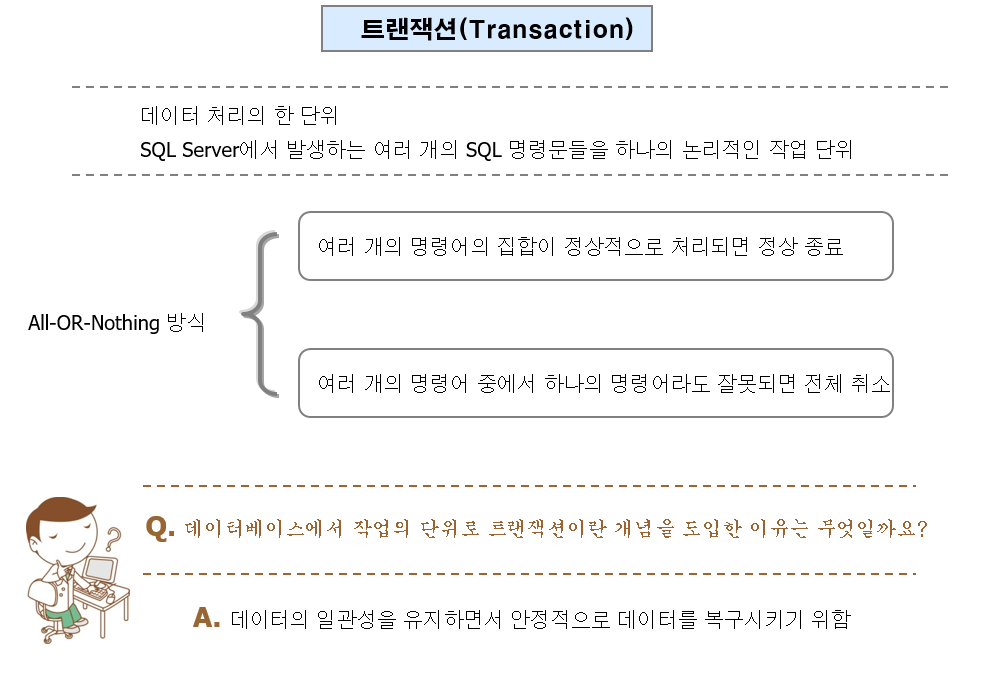 트랜잭션(Transaction)
데이터 처리의 한 단위
SQL Server에서 발생하는 여러 개의 SQL 명령문들을 하나의 논리적인 작업 단위
여러 개의 명령어의 집합이 정상적으로 처리되면 정상 종료
All-OR-Nothing 방식
여러 개의 명령어 중에서 하나의 명령어라도 잘못되면 전체 취소
Q. 데이터베이스에서 작업의 단위로 트랜잭션이란 개념을 도입한 이유는 무엇일까요?
A. 데이터의 일관성을 유지하면서 안정적으로 데이터를 복구시키기 위함